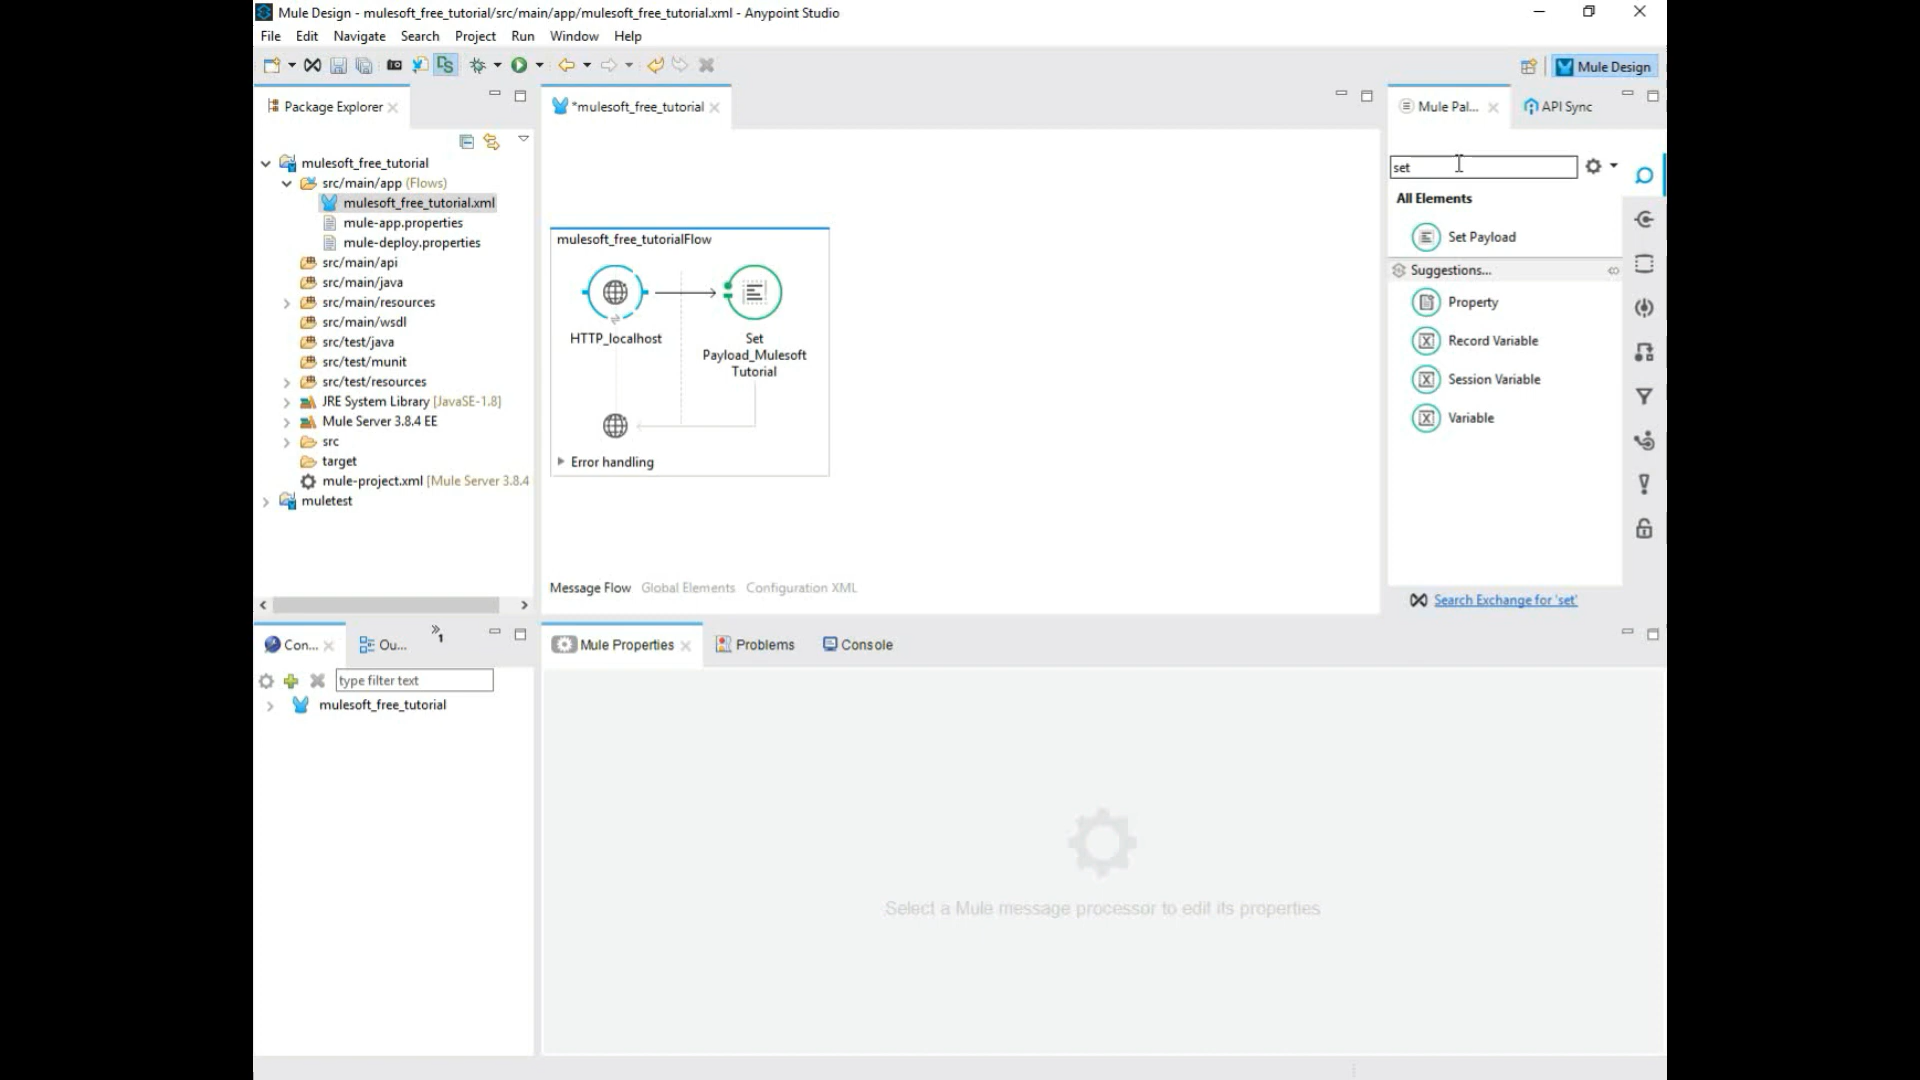 Mule Design - mulesoft_free_tutorial/src/main/app/mulesoft_free_tutorial.xml - Anypoint Studio
File Edit Navigate Search Project Run Window Help
Mule Design
Package Explorer
*mulesoft_free_tutorial
Mule Pal...
API Sync
mulesoft_free_tutorial
src/main/app (Flows)
mulesoft_free_tutorial.xml
mule-app.properties
mule-deploy.properties
src/main/api
src/main/java
src/main/resources
src/main/wsdl
src/test/java
src/test/munit
src/test/resources
JRE System Library [JavaSE-1.8]
Mule Server 3.8.4 EE
src
target
mule-project.xml [Mule Server 3.8.4
muletest
mulesoft_free_tutorialFlow
HTTP_localhost
Set
Payload_Mulesoft
Tutorial
Error handling
Message Flow Global Elements Configuration XML
set
All Elements
Set Payload
Suggestions...
Property
Record Variable
Session Variable
Variable
Search Exchange for 'set'
Con...
Ou...
1
type filter text
mulesoft_free_tutorial
Mule Properties
Problems
Console
Select a Mule message processor to edit its properties